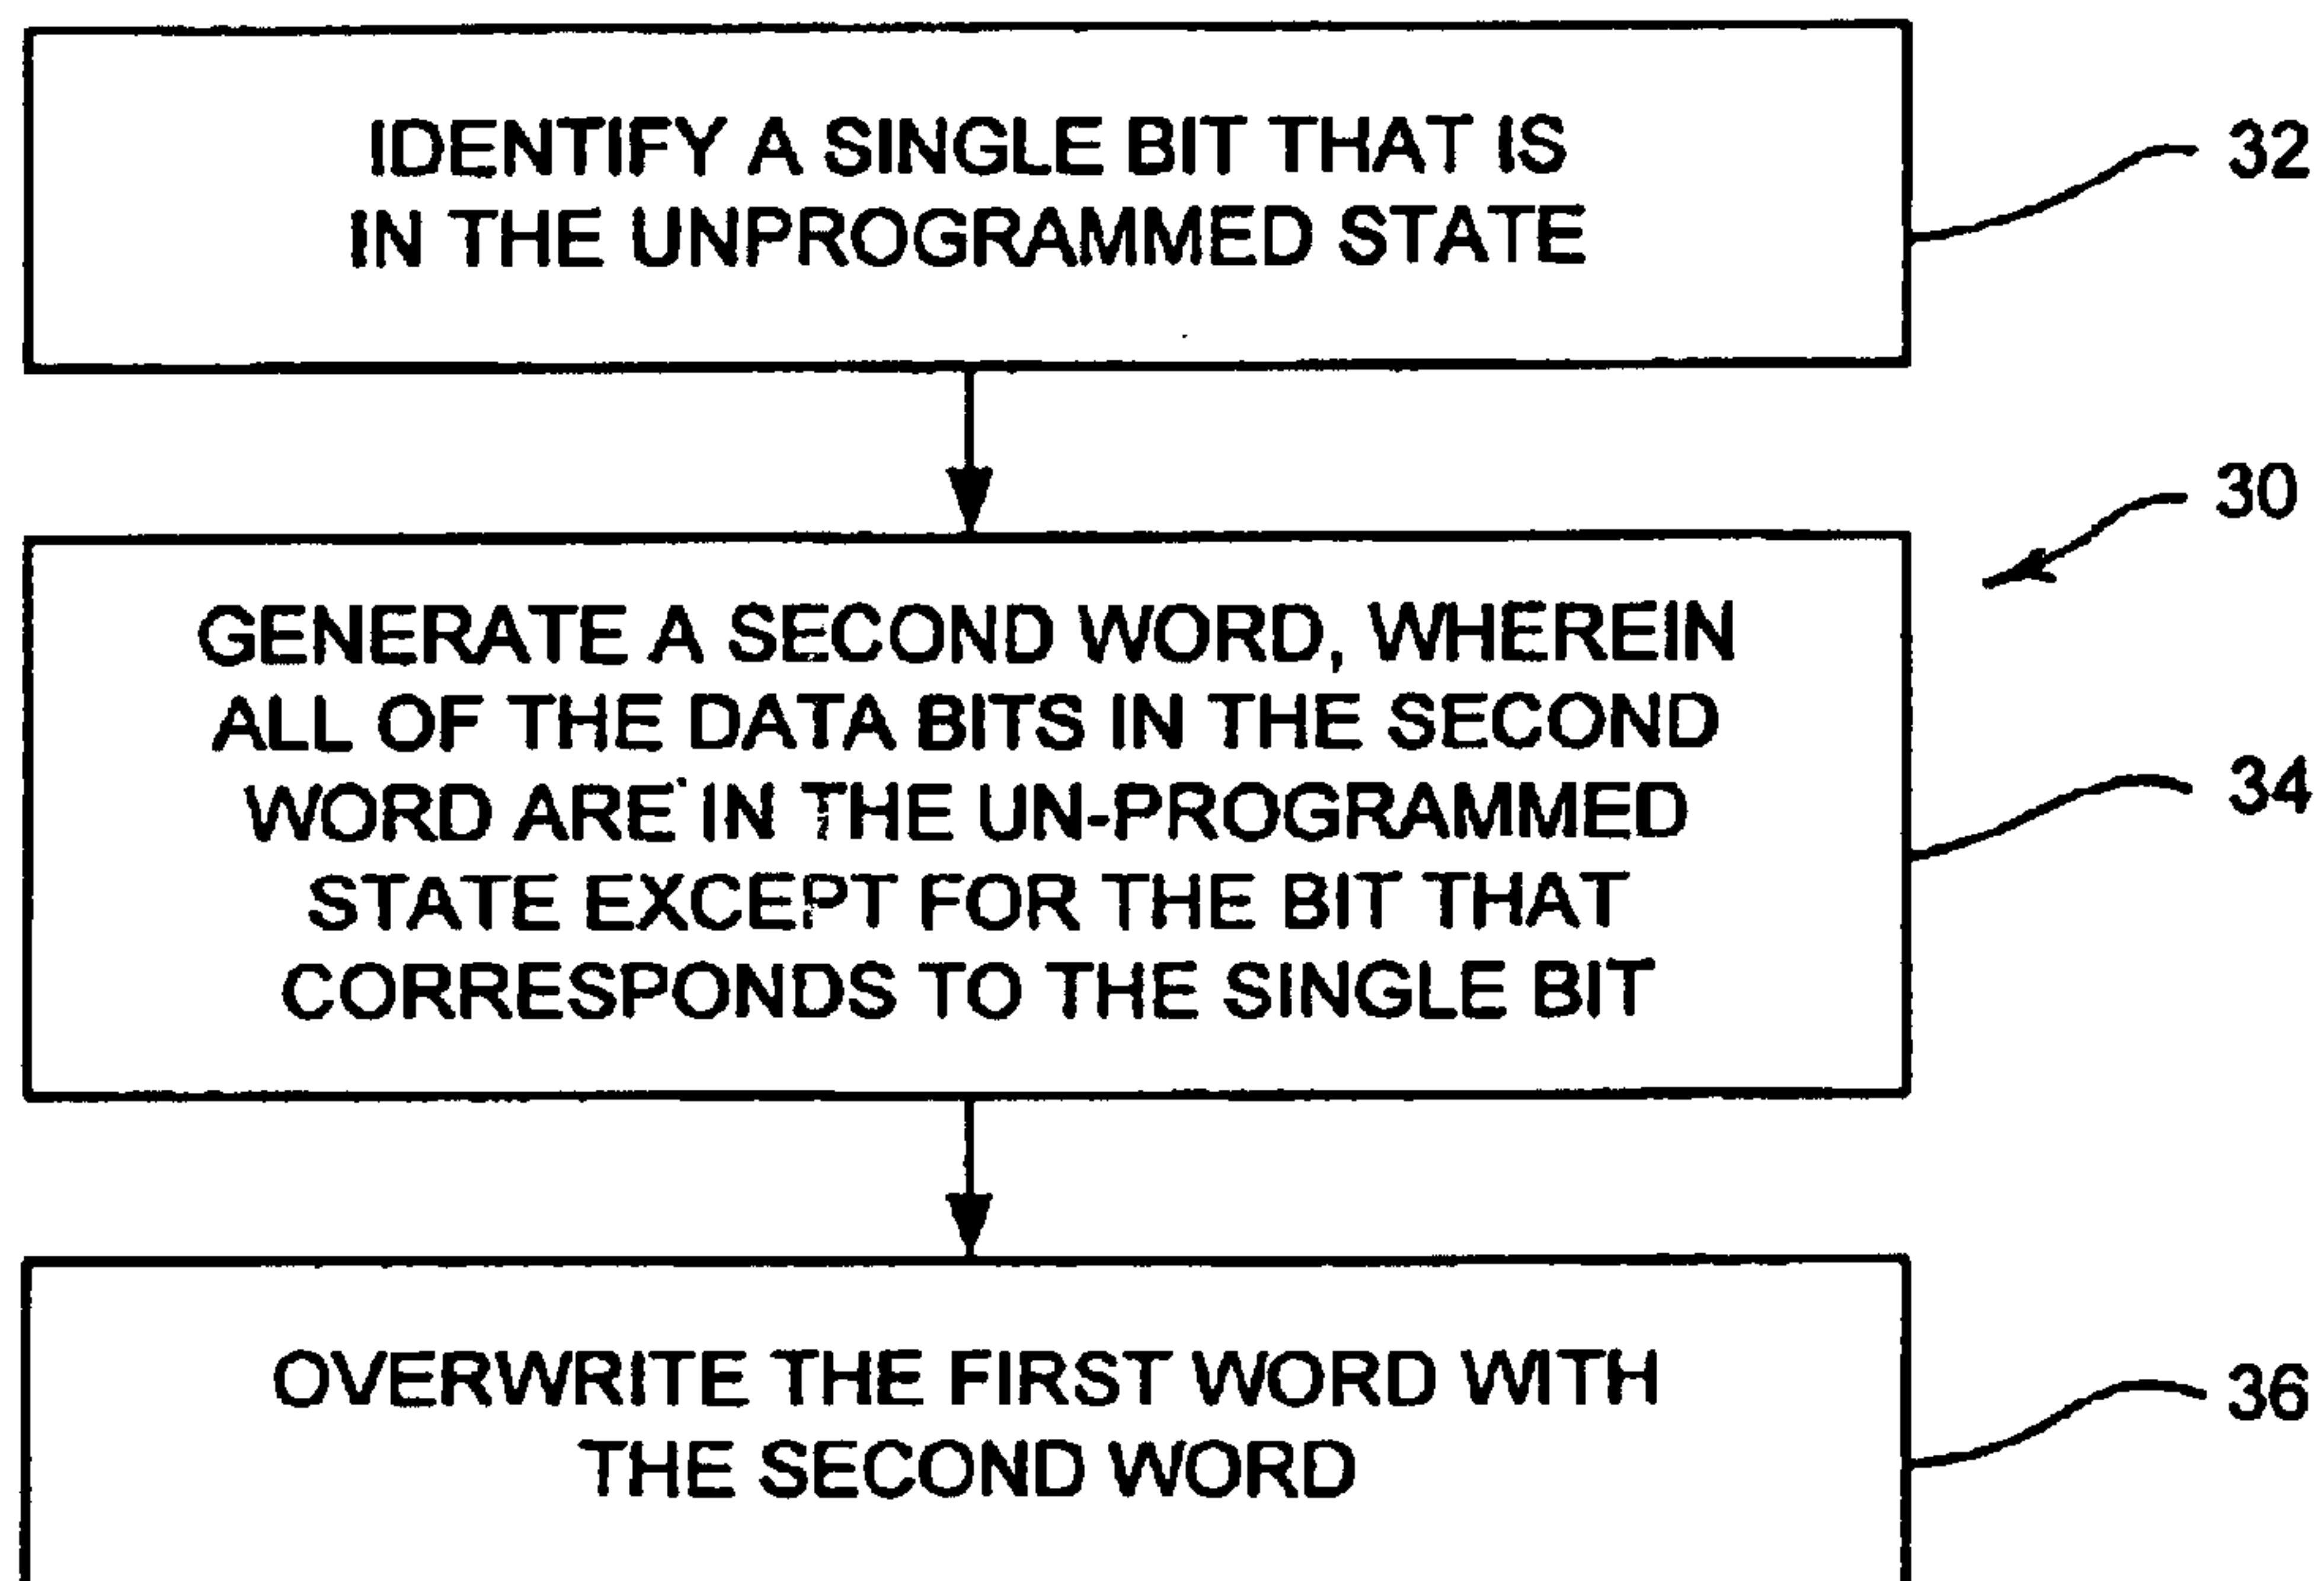 IDENTIFY A SINGLE BIT THAT IS
IN THE UNPROGRAMMED STATE
32
30
GENERATE A SECOND WORD, WHEREIN
ALL OF THE DATA BITS IN THE SECOND
WORD ARE IN THE UN-PROGRAMMED
STATE EXCEPT FOR THE BIT THAT
CORRESPONDS TO THE SINGLE BIT
34
OVERWRITE THE FIRST WORD WITH
THE SECOND WORD
36